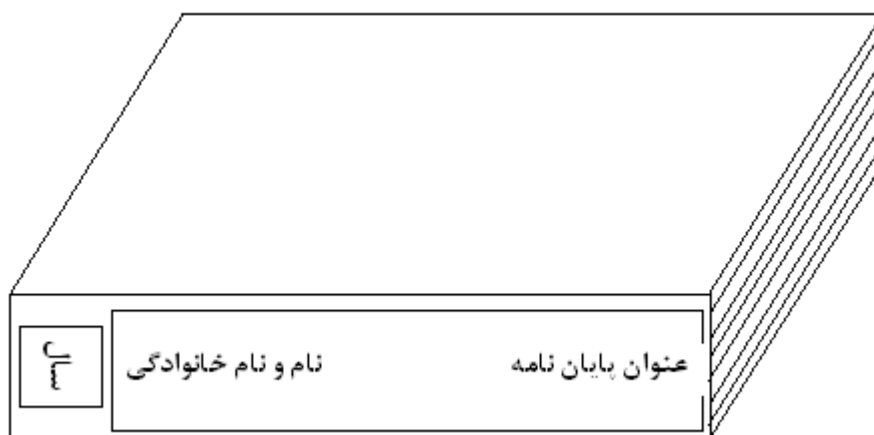 عنوان پایان نامه
نام و نام خانوادگی
سال